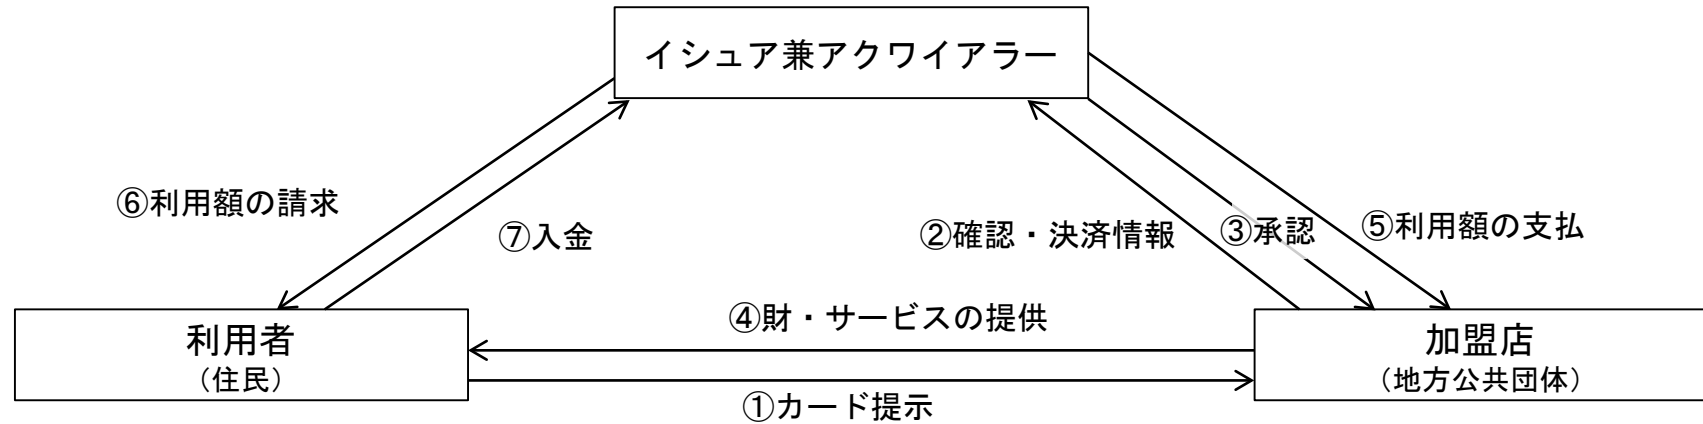 イシュア兼アクワイアラー
⑥利用額の請求
⑦入金
②確認・決済情報
③承認
⑤利用額の支払
④財・サービスの提供
利用者
（住民）
加盟店
（地方公共団体）
①カード提示